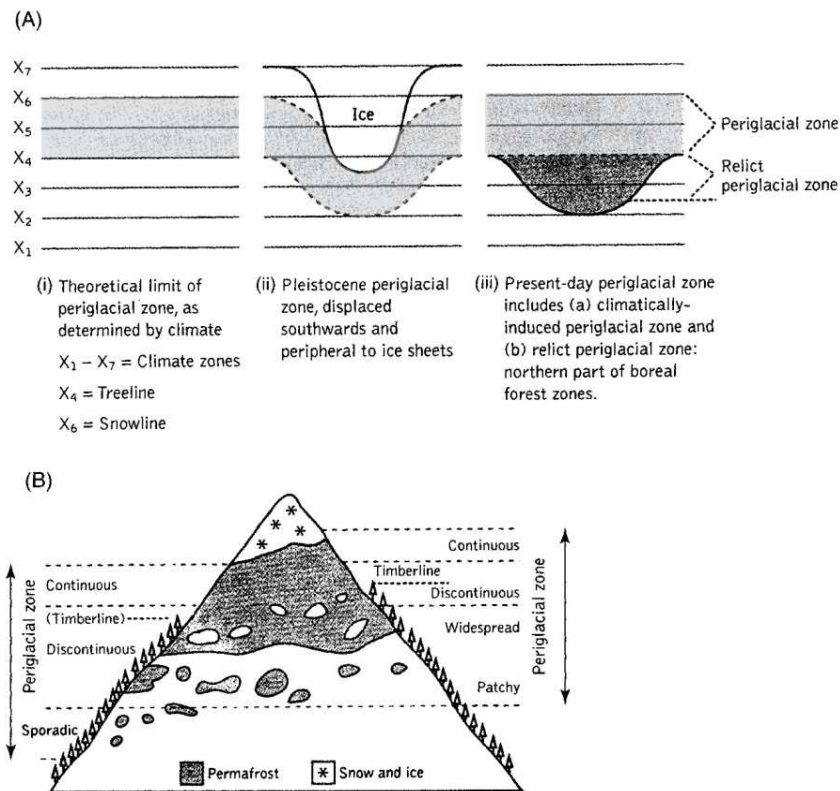 (A)
X7
X6
X5
X4
X3
X2
X1
Ice
Periglacial zone
Relict
periglacial zone
(i) Theoretical limit of
periglacial zone, as
determined by climate
X1 – X7 = Climate zones
X4 = Treeline
X6 = Snowline
(ii) Pleistocene periglacial
zone, displaced
southwards and
peripheral to ice sheets
(iii) Present-day periglacial zone
includes (a) climatically-
induced periglacial zone and
(b) relict periglacial zone:
northern part of boreal
forest zones.
(B)
Periglacial zone
Continuous
(Timberline)
Discontinuous
Sporadic
Continuous
Timberline
Discontinuous
Widespread
Patchy
Periglacial zone
Permafrost
Snow and ice